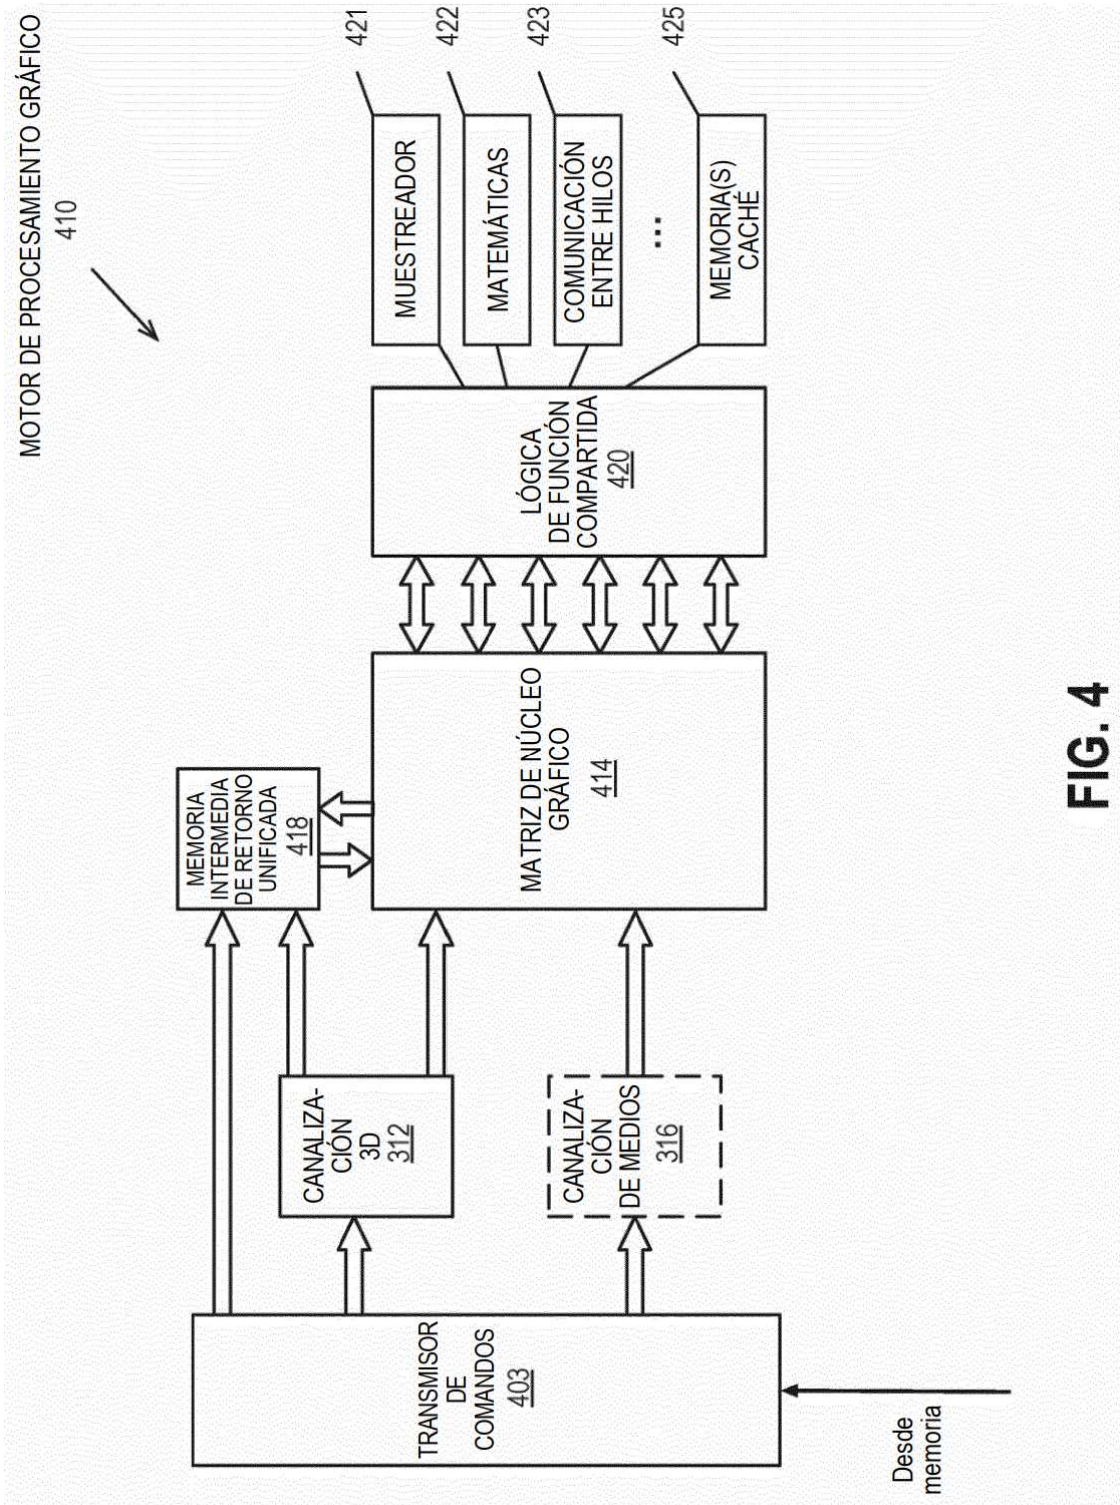 MOTOR DE PROCESAMIENTO GRÁFICO
410
TRANSMISOR
DE
COMANDOS
403
Desde
memoria
CANALIZA-
CIÓN
3D
312
CANALIZA-
CIÓN
DE MEDIOS
316
MEMORIA
INTERMEDIA
DE RETORNO
UNIFICADA
418
MATRIZ DE NÚCLEO
GRÁFICO
414
LÓGICA
DE FUNCIÓN
COMPARTIDA
420
MUESTREADOR
421
MATEMÁTICAS
422
COMUNICACIÓN
ENTRE HILOS
423
...
MEMORIA(S)
CACHÉ
425
FIG. 4